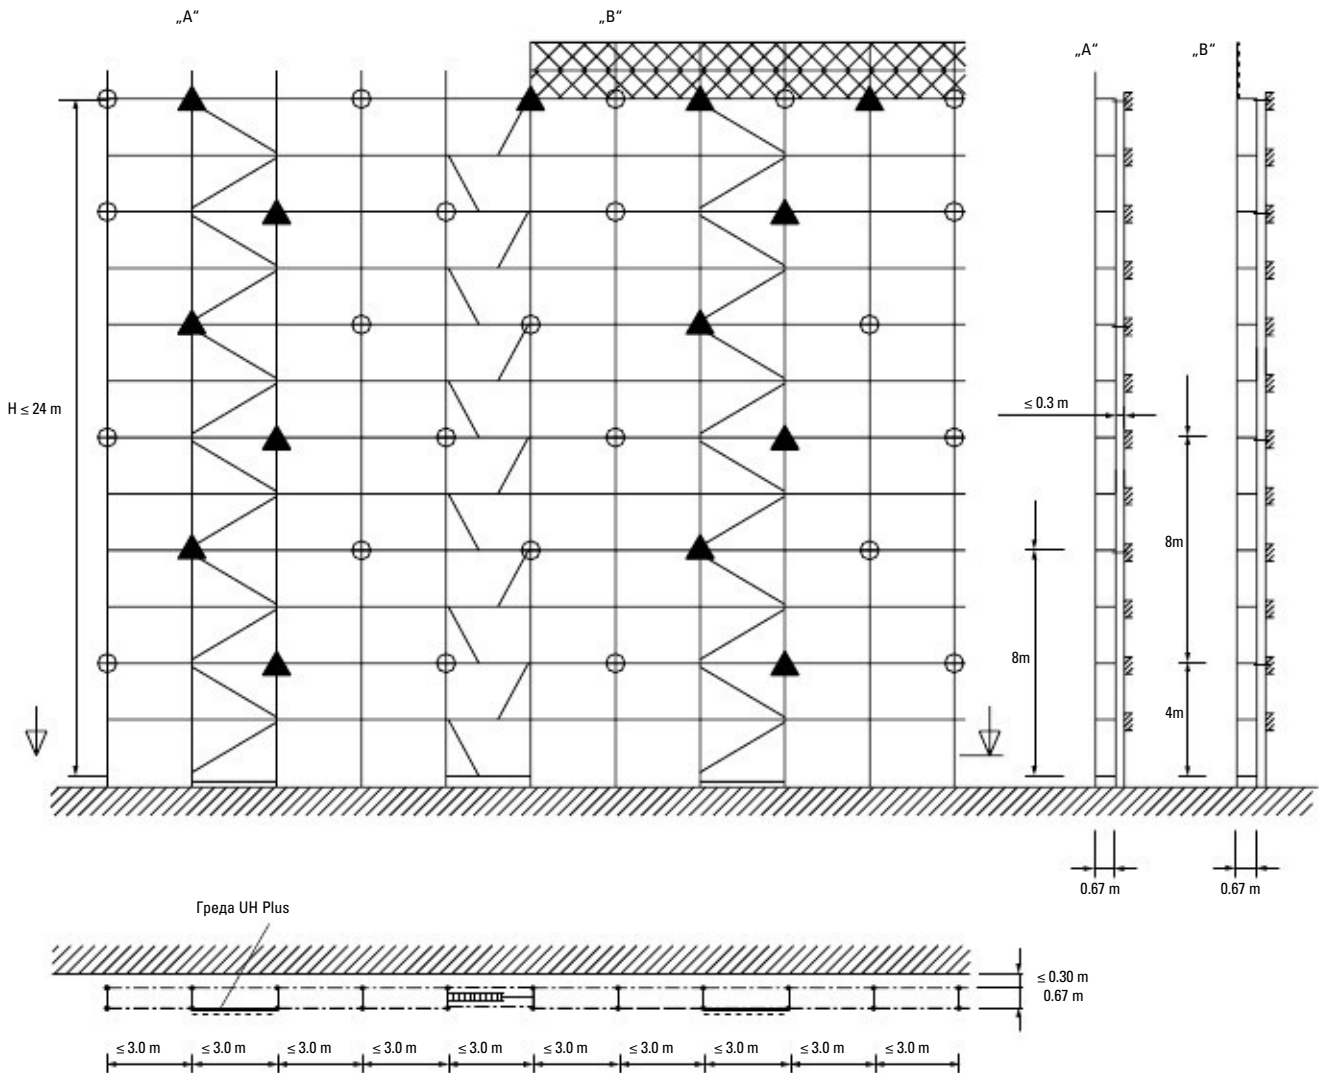 „A“
„B“
„A“
„B“
H ≤ 24 m
≤ 0.3 m
8m
8m
4m
0.67 m
0.67 m
Греда UH Plus
≤ 0.30 m
0.67 m
≤ 3.0 m
≤ 3.0 m
≤ 3.0 m
≤ 3.0 m
≤ 3.0 m
≤ 3.0 m
≤ 3.0 m
≤ 3.0 m
≤ 3.0 m
≤ 3.0 m